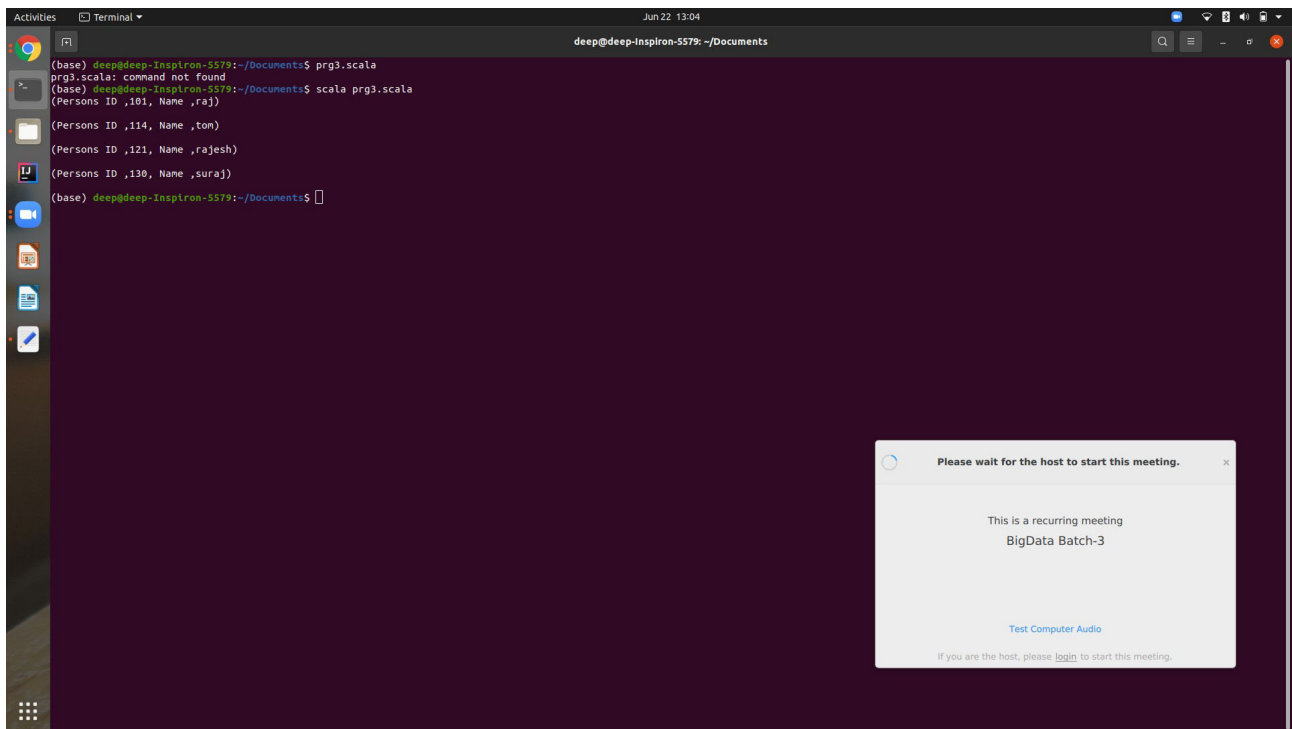 Activities Terminal Jun 22 13:04
deep@deep-Inspiron-5579: ~/Documents
(base) deep@deep-Inspiron-5579:~/Documents$ prg3.scala
prg3.scala: command not found
(base) deep@deep-Inspiron-5579:~/Documents$ scala prg3.scala
(Persons ID ,101, Name ,raj)
(Persons ID ,114, Name ,tom)
(Persons ID ,121, Name ,rajesh)
(Persons ID ,130, Name ,suraj)
(base) deep@deep-Inspiron-5579:~/Documents$
Please wait for the host to start this meeting.
This is a recurring meeting
BigData Batch-3
Test Computer Audio
If you are the host, please login to start this meeting.